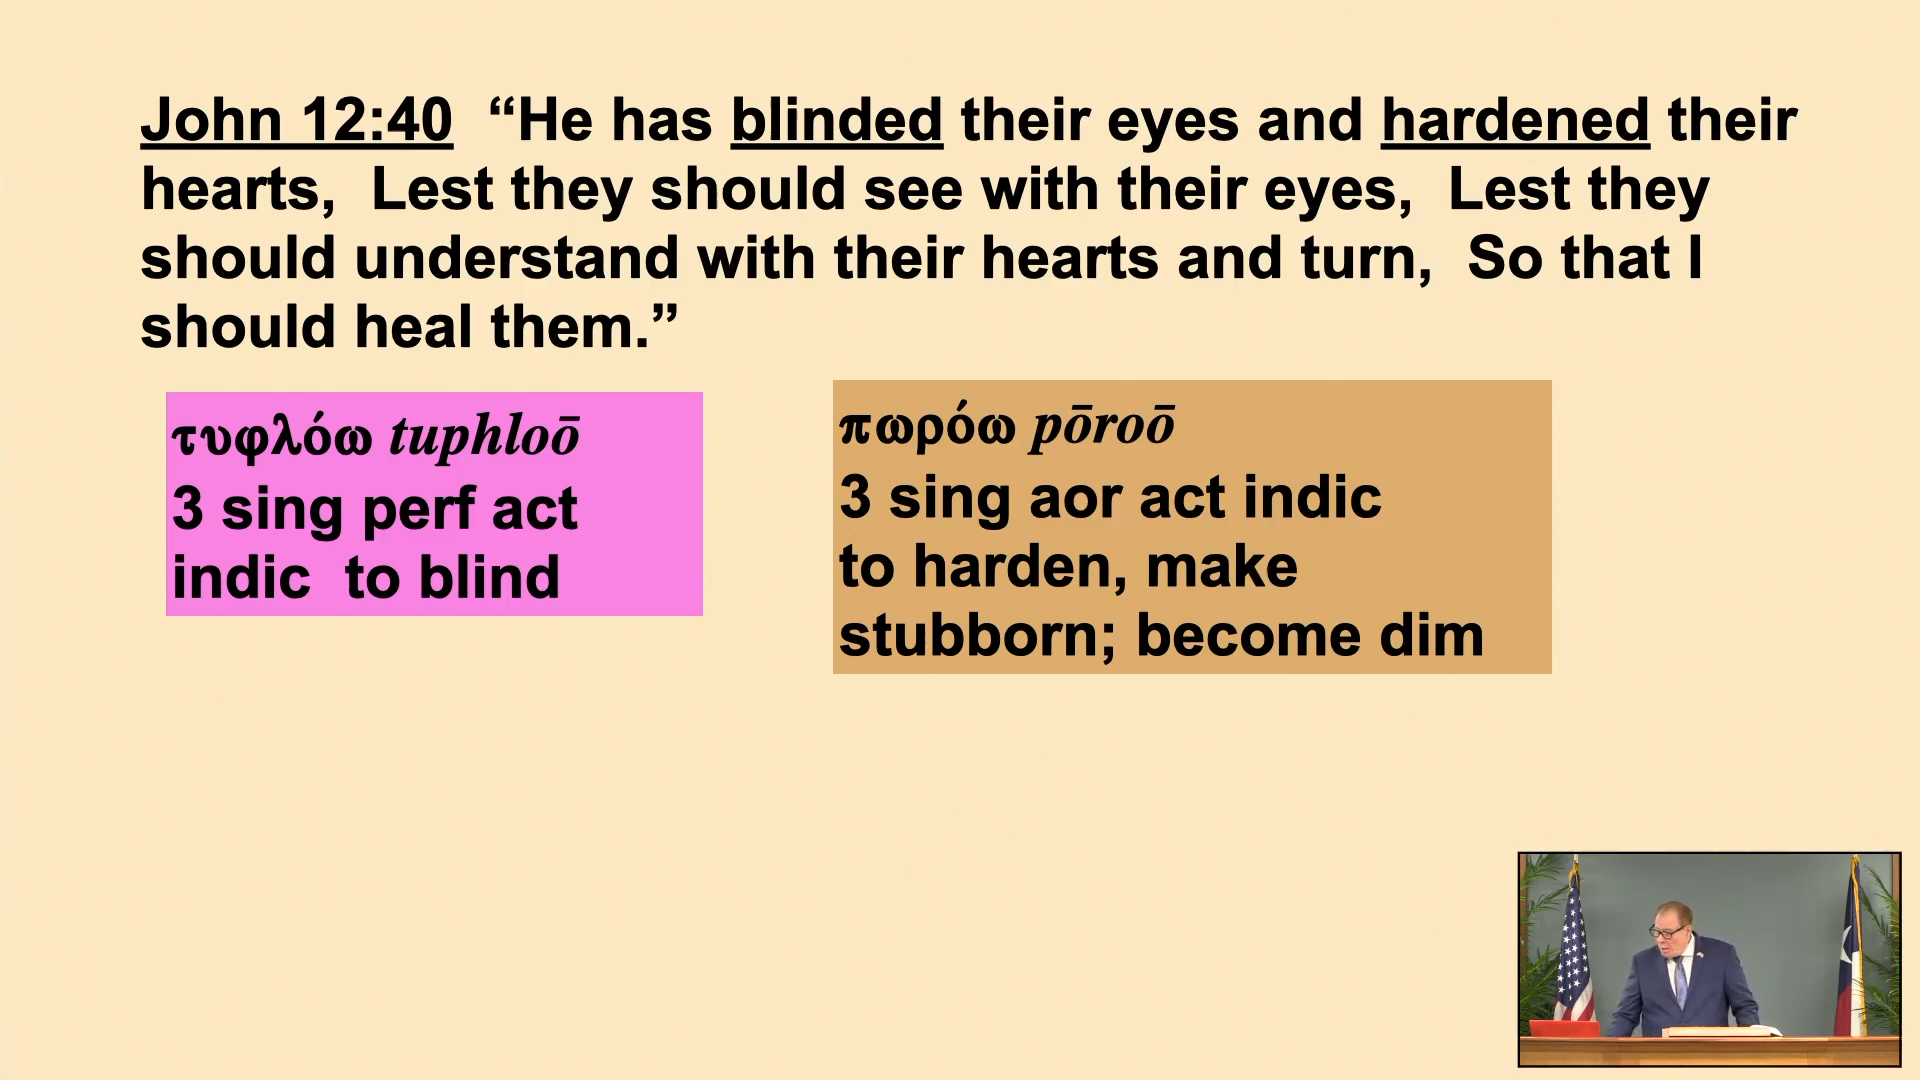 John 12:40  “He has blinded their eyes and hardened their
hearts,  Lest they should see with their eyes,  Lest they
should understand with their hearts and turn,  So that I
should heal them.”
τυφλόω tuphloō
3 sing perf act
indic  to blind
πωρόω pōroō
3 sing aor act indic
to harden, make
stubborn; become dim